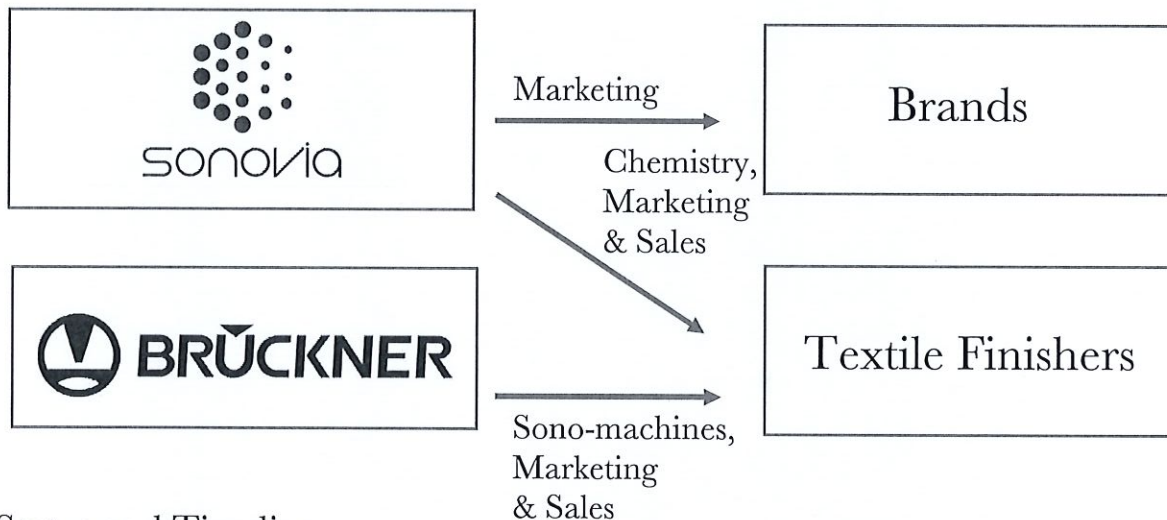 sonovia
Marketing
Brands
Chemistry,
Marketing
& Sales
BRÜCKNER
Textile Finishers
Sono-machines,
Marketing
& Sales